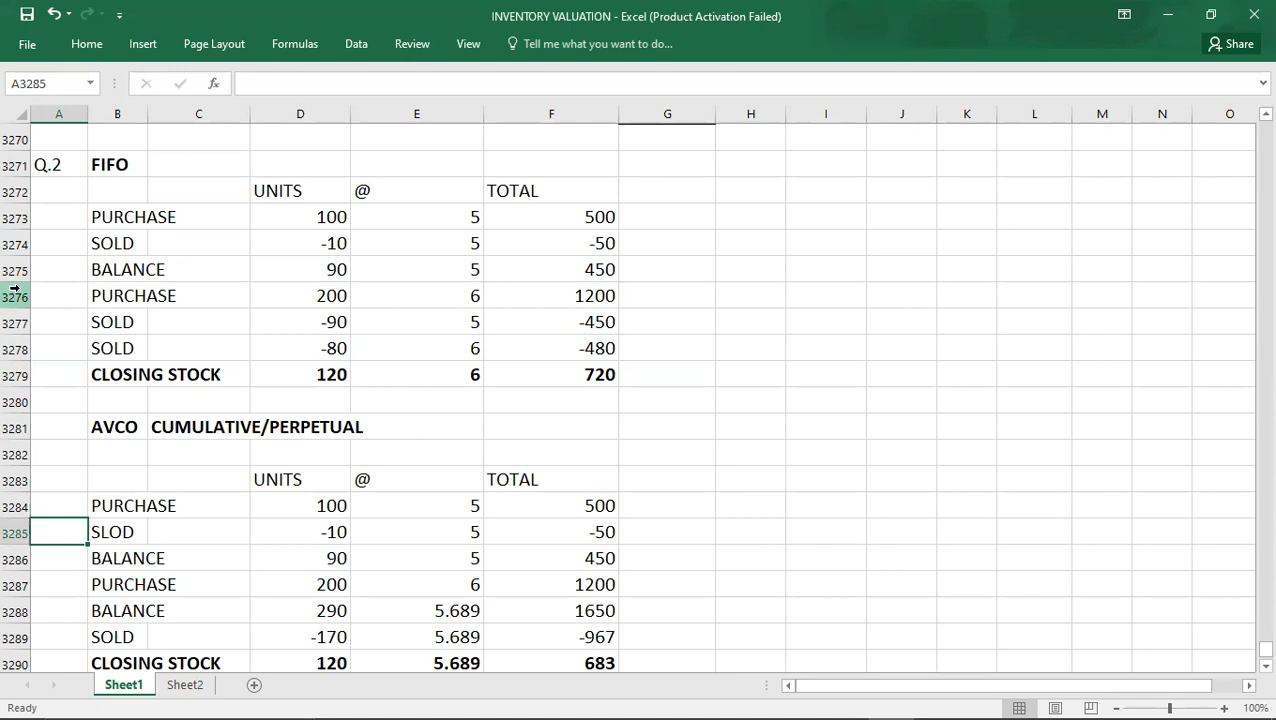 INVENTORY VALUATION - Excel (Product Activation Failed)
File Home Insert Page Layout Formulas Data Review View Tell me what you want to do... Share
A3285 fx
A B C D E F G H I J K L M N O
3270
3271 Q.2 FIFO
3272 UNITS @ TOTAL
3273 PURCHASE 100 5 500
3274 SOLD -10 5 -50
3275 BALANCE 90 5 450
3276 PURCHASE 200 6 1200
3277 SOLD -90 5 -450
3278 SOLD -80 6 -480
3279 CLOSING STOCK 120 6 720
3280
3281 AVCO CUMULATIVE/PERPETUAL
3282
3283 UNITS @ TOTAL
3284 PURCHASE 100 5 500
3285 SLOD -10 5 -50
3286 BALANCE 90 5 450
3287 PURCHASE 200 6 1200
3288 BALANCE 290 5.689 1650
3289 SOLD -170 5.689 -967
3290 CLOSING STOCK 120 5.689 683
Sheet1 Sheet2
Ready 100%